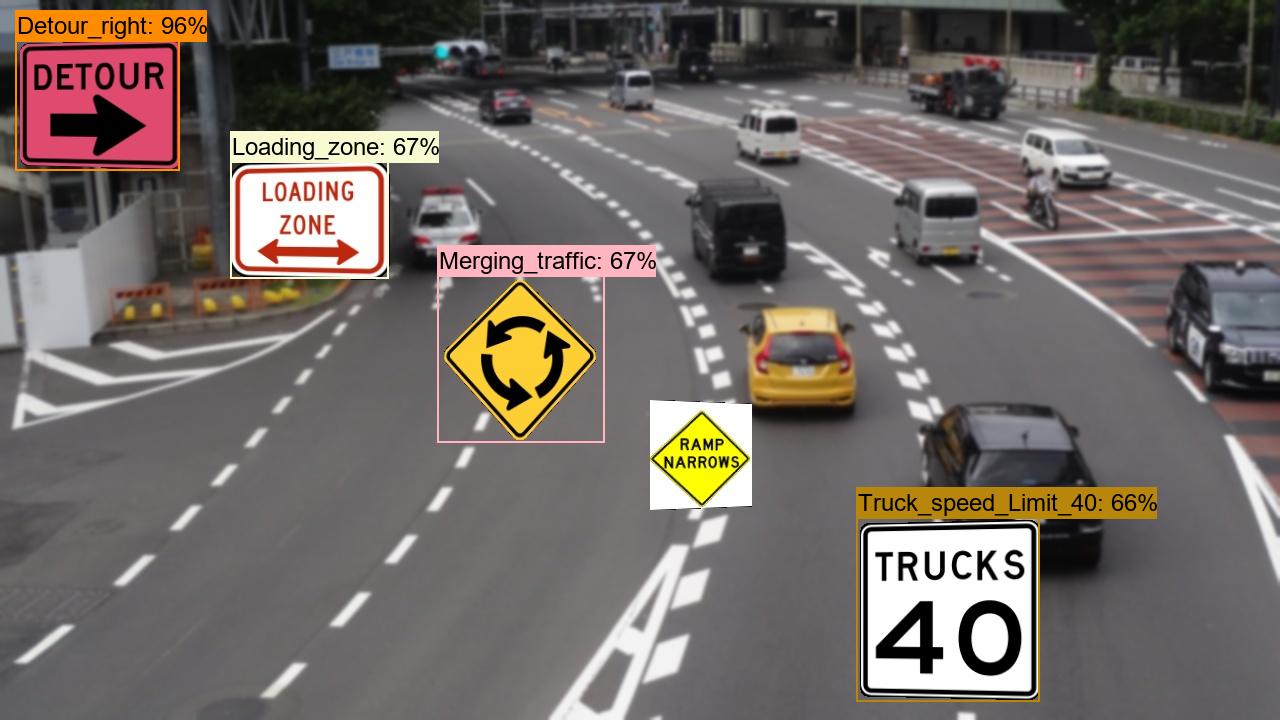 Detour_right: 96%
DETOUR
Loading_zone: 67%
LOADING
ZONE
Merging_traffic: 67%
RAMP
NARROWS
Truck_speed_Limit_40: 66%
TRUCKS
40